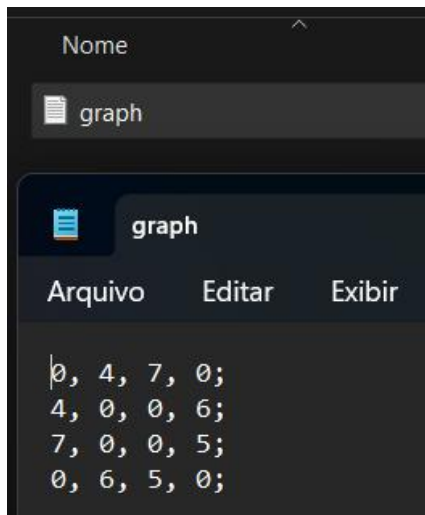 Nome
graph
graph
Arquivo Editar Exibir
0, 4, 7, 0;
4, 0, 0, 6;
7, 0, 0, 5;
0, 6, 5, 0;